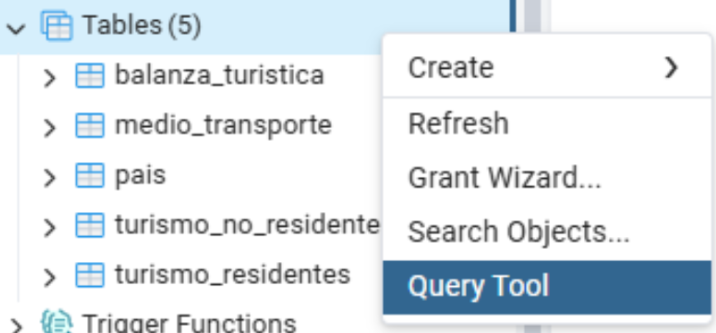 Tables (5)
balanza_turistica
medio_transporte
pais
turismo_no_residente
turismo_residentes
Trigger Functions
Create
Refresh
Grant Wizard...
Search Objects...
Query Tool